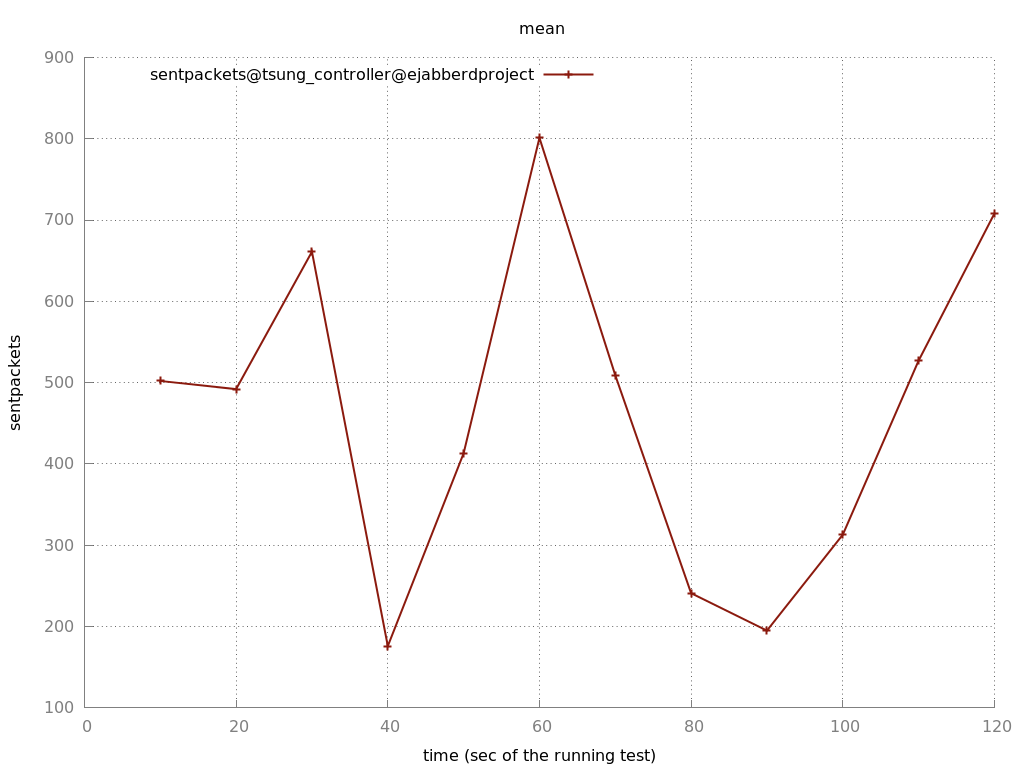 mean
900
sentpackets@tsung_controller@ejabberdproject
800
700
600
500
400
300
200
100
sentpackets
0 20 40 60 80 100 120
time (sec of the running test)